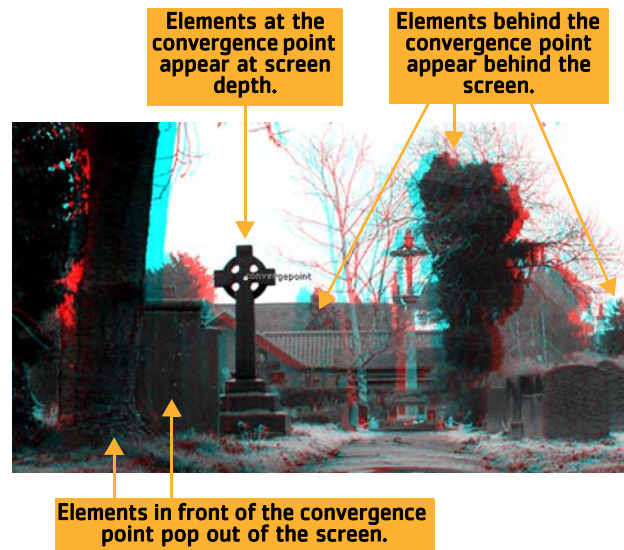 Elements at the
convergence point
appear at screen
depth.
Elements behind the
convergence point
appear behind the
screen.
convergepoint
Elements in front of the convergence
point pop out of the screen.